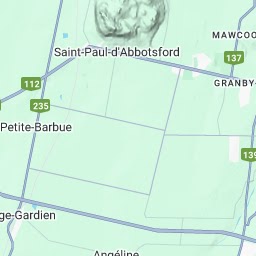 MAWCOO
Saint-Paul-d'Abbotsford
137
GRANBY-
112
235
Petite-Barbue
139
ge-Gardien
Angéline